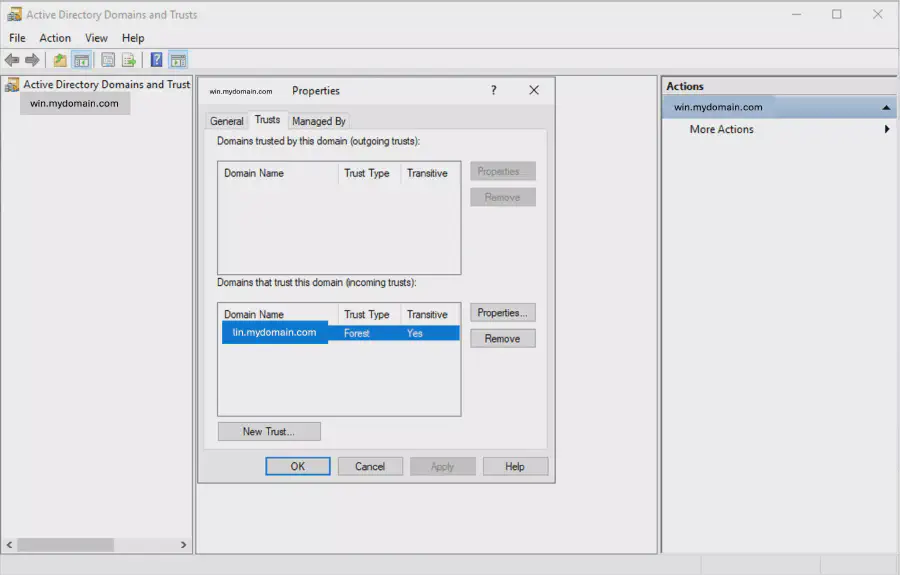 Active Directory Domains and Trusts
File Action View Help
Active Directory Domains and Trust
win.mydomain.com
win.mydomain.com Properties ?
General Trusts Managed By
Domains trusted by this domain (outgoing trusts):
Domain Name Trust Type Transitive
Properties
Remove
Domains that trust this domain (incoming trusts):
Domain Name Trust Type Transitive
lin.mydomain.com Forest Yes
Properties...
Remove
New Trust...
OK Cancel Apply Help
Actions
win.mydomain.com
More Actions